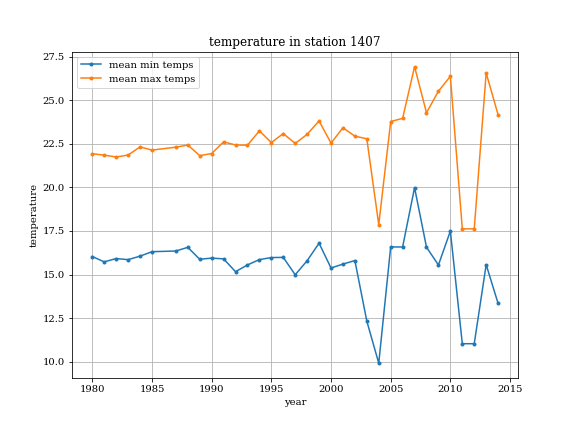 temperature in station 1407
mean min temps
mean max temps
27.5
25.0
22.5
20.0
17.5
15.0
12.5
10.0
temperature
1980 1985 1990 1995 2000 2005 2010 2015
year